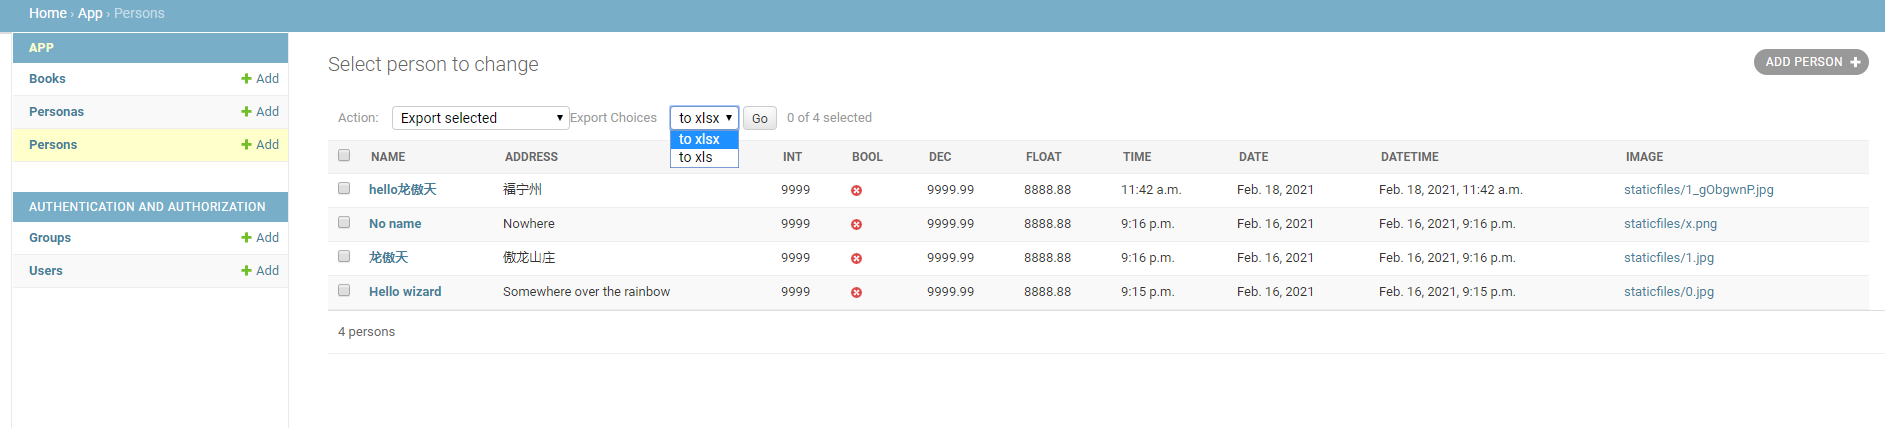 Home › App › Persons
APP
Books Add
Personas Add
Persons Add
AUTHENTICATION AND AUTHORIZATION
Groups Add
Users Add
Select person to change
ADD PERSON
Action: Export selected Export Choices to xlsx Go 0 of 4 selected
to xlsx
to xls
NAME ADDRESS INT BOOL DEC FLOAT TIME DATE DATETIME IMAGE
hello龙傲天 福宁州 9999 9999.99 8888.88 11:42 a.m. Feb. 18, 2021 Feb. 18, 2021, 11:42 a.m. staticfiles/1_gObgwnP.jpg
No name Nowhere 9999 9999.99 8888.88 9:16 p.m. Feb. 16, 2021 Feb. 16, 2021, 9:16 p.m. staticfiles/x.png
龙傲天 傲龙山庄 9999 9999.99 8888.88 9:16 p.m. Feb. 16, 2021 Feb. 16, 2021, 9:16 p.m. staticfiles/1.jpg
Hello wizard Somewhere over the rainbow 9999 9999.99 8888.88 9:15 p.m. Feb. 16, 2021 Feb. 16, 2021, 9:15 p.m. staticfiles/0.jpg
4 persons